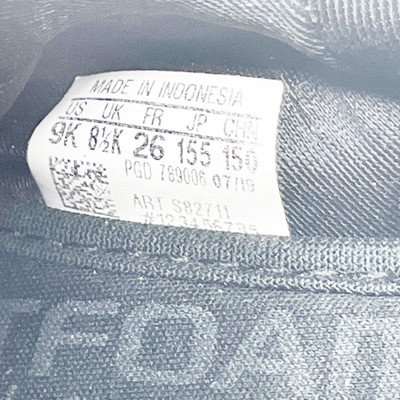 MADE IN INDONESIA
US UK FR JP CHN
9K 8½K 26 155 150
PGD 789006 07/19
ART S82711
TFOAM